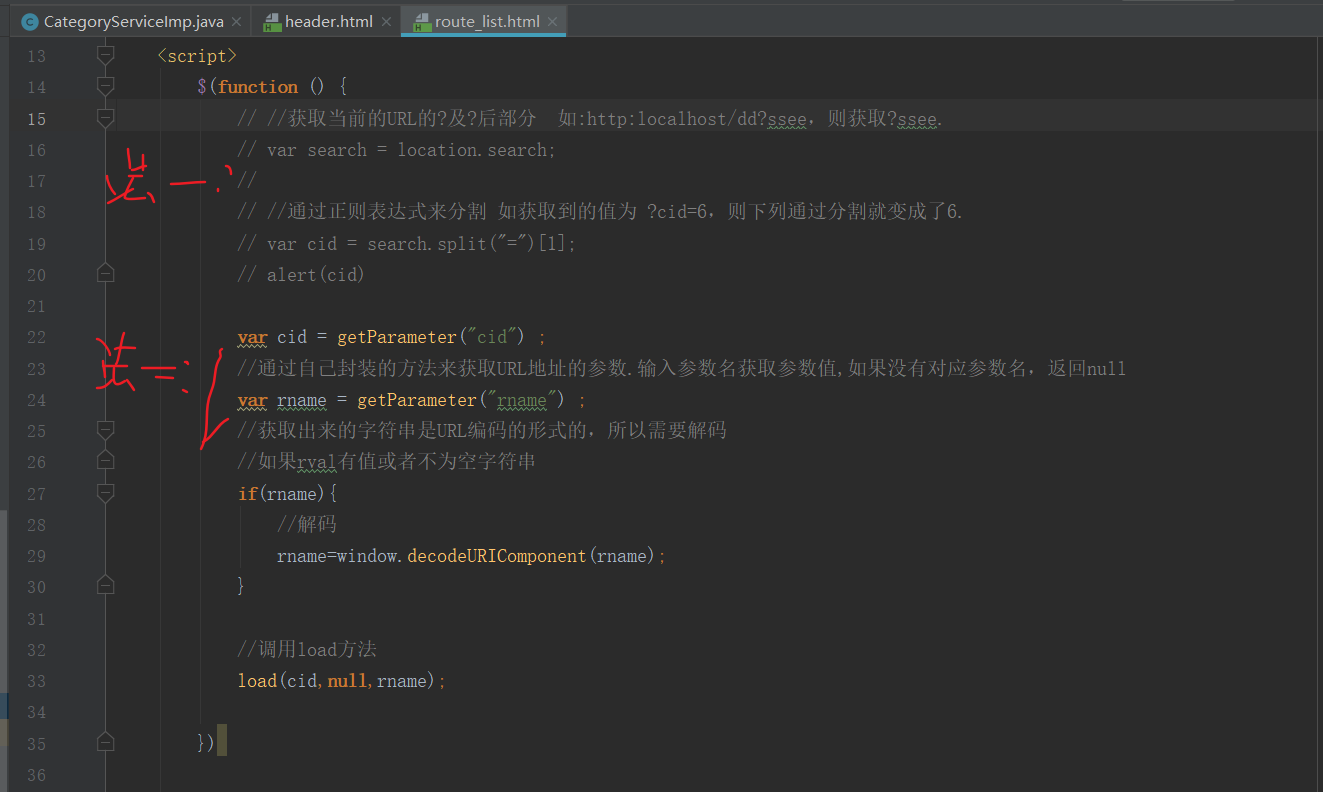 CategoryServiceImp.java header.html route_list.html
13 <script>
14 $(function () {
15 // //获取当前的URL的?及?后部分 如:http:localhost/dd?ssee，则获取?ssee.
16 // var search = location.search;
法一:
17 //
18 // //通过正则表达式来分割 如获取到的值为 ?cid=6，则下列通过分割就变成了6.
19 // var cid = search.split("=")[1];
20 // alert(cid)
21
22 var cid = getParameter("cid") ;
法二:
23 //通过自己封装的方法来获取URL地址的参数.输入参数名获取参数值,如果没有对应参数名，返回null
24 var rname = getParameter("rname") ;
25 //获取出来的字符串是URL编码的形式的，所以需要解码
26 //如果rval有值或者不为空字符串
27 if(rname){
28 //解码
29 rname=window.decodeURIComponent(rname);
30 }
31
32 //调用load方法
33 load(cid,null,rname);
34
35 })
36